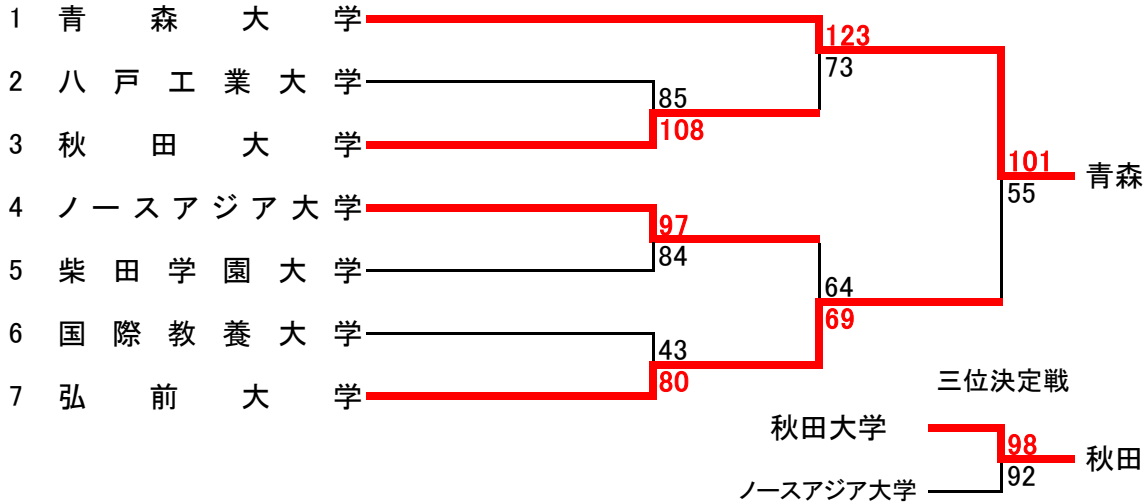 1 青森大学
123
73
2 八戸工業大学
85
108
3 秋田大学
101
55
青森
4 ノースアジア大学
97
84
5 柴田学園大学
64
69
6 国際教養大学
43
80
7 弘前大学
三位決定戦
秋田大学
98
92
秋田
ノースアジア大学